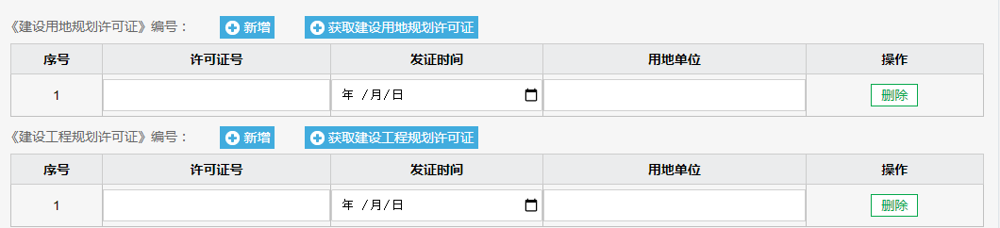 《建设用地规划许可证》编号： 新增 获取建设用地规划许可证
序号 许可证号 发证时间 用地单位 操作
1 年 /月/日 删除
《建设工程规划许可证》编号： 新增 获取建设工程规划许可证
序号 许可证号 发证时间 用地单位 操作
1 年 /月/日 删除